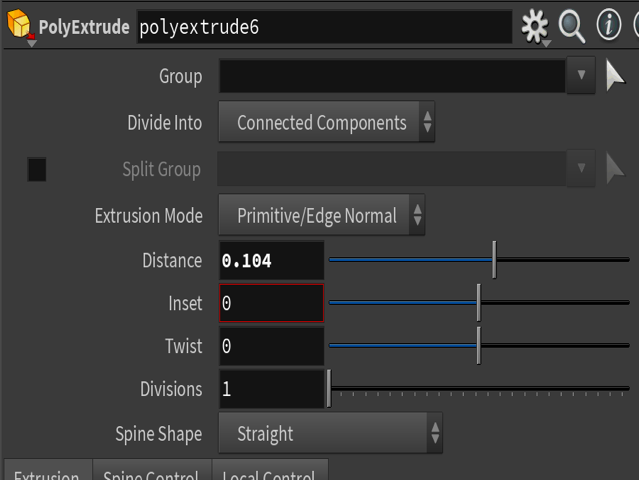 PolyExtrude polyextrude6
Group
Divide Into Connected Components
Split Group
Extrusion Mode Primitive/Edge Normal
Distance 0.104
Inset 0
Twist 0
Divisions 1
Spine Shape Straight
Extrusion Spine Control Local Control